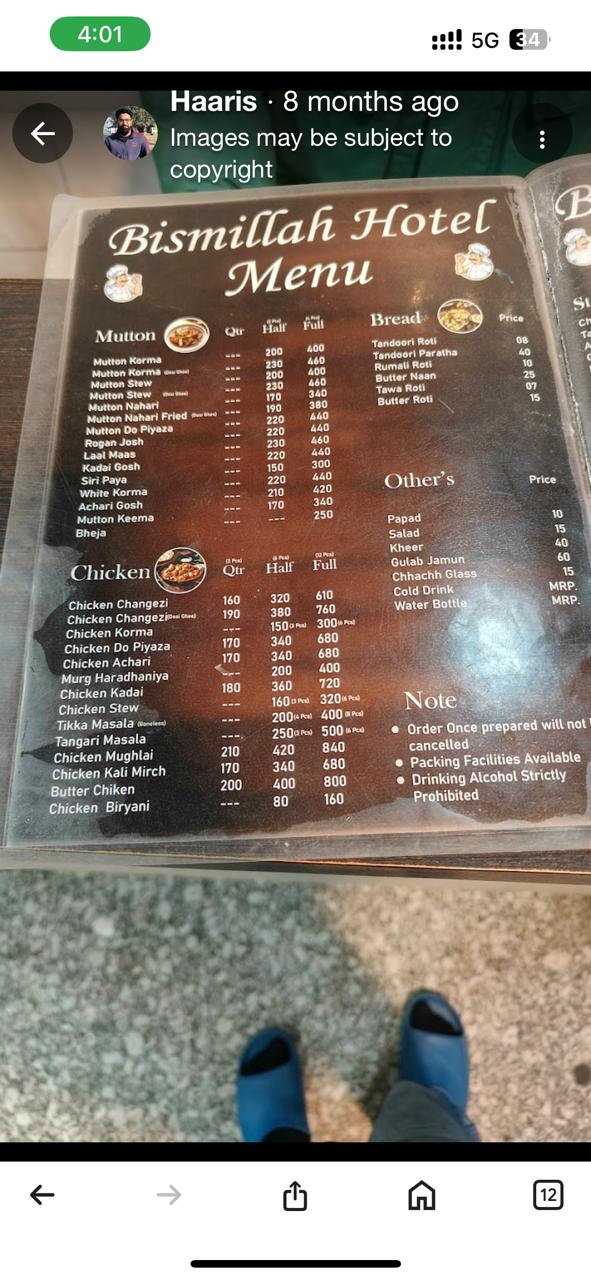 4:01
5G 34
Haaris · 8 months ago
Images may be subject to
copyright
Bismillah Hotel
Menu
Mutton Qtr Half Full
Mutton Korma --- 200 400
Mutton Korma (Desi Ghee) --- 230 460
Mutton Stew --- 200 400
Mutton Stew (Desi Ghee) --- 230 460
Mutton Nahari --- 170 340
Mutton Nahari Fried (Desi Ghee) --- 190 380
Mutton Do Piyaza --- 220 440
Rogan Josh --- 220 440
Laal Maas --- 230 460
Kadai Gosh --- 220 440
Siri Paya --- 150 300
White Korma --- 220 440
Achari Gosh --- 210 420
Mutton Keema --- 170 340
Bheja --- --- 250
Chicken Qtr Half Full
Chicken Changezi 160 320 610
Chicken Changezi(Desi Ghee) 190 380 760
Chicken Korma --- 150(2 Pcs) 300(4 Pcs)
Chicken Do Piyaza 170 340 680
Chicken Achari 170 340 680
Murg Haradhaniya --- 200 400
Chicken Kadai 180 360 720
Chicken Stew --- 160(3 Pcs) 320(6 Pcs)
Tikka Masala (Boneless) --- 200(4 Pcs) 400 (8 Pcs)
Tangari Masala --- 250(3 Pcs) 500 (6 Pcs)
Chicken Mughlai 210 420 840
Chicken Kali Mirch 170 340 680
Butter Chiken 200 400 800
Chicken Biryani --- 80 160
Bread Price
Tandoori Roti 08
Tandoori Paratha 40
Rumali Roti 10
Butter Naan 25
Tawa Roti 07
Butter Roti 15
Other's Price
Papad 10
Salad 15
Kheer 40
Gulab Jamun 60
Chhachh Glass 15
Cold Drink MRP.
Water Bottle MRP.
Note
• Order Once prepared will not
cancelled
• Packing Facilities Available
• Drinking Alcohol Strictly
Prohibited
12